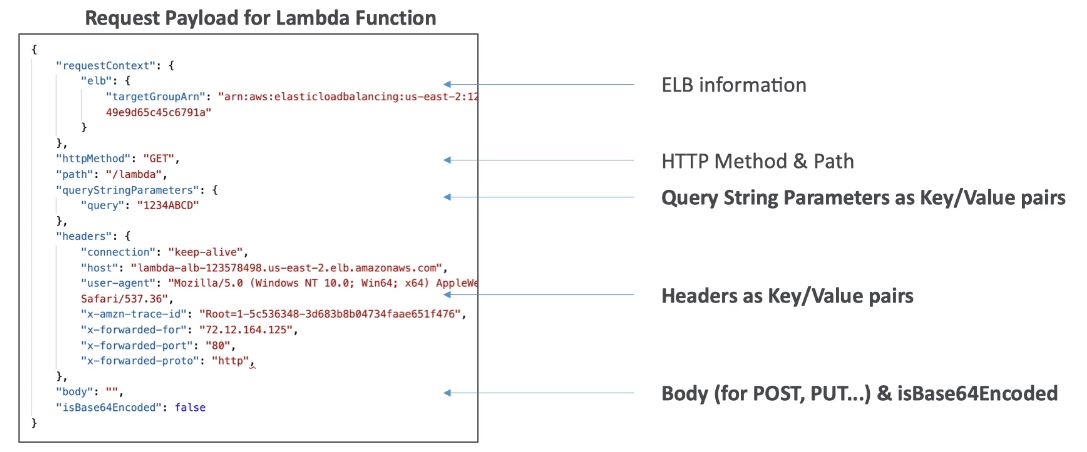 Request Payload for Lambda Function
{
"requestContext": {
"elb": {
"targetGroupArn": "arn:aws:elasticloadbalancing:us-east-2:12
49e9d65c45c6791a"
}
},
"httpMethod": "GET",
"path": "/lambda",
"queryStringParameters": {
"query": "1234ABCD"
},
"headers": {
"connection": "keep-alive",
"host": "lambda-alb-123578498.us-east-2.elb.amazonaws.com",
"user-agent": "Mozilla/5.0 (Windows NT 10.0; Win64; x64) AppleWe
Safari/537.36",
"x-amzn-trace-id": "Root=1-5c536348-3d683b8b04734faae651f476",
"x-forwarded-for": "72.12.164.125",
"x-forwarded-port": "80",
"x-forwarded-proto": "http",
},
"body": "",
"isBase64Encoded": false
}
ELB information
HTTP Method & Path
Query String Parameters as Key/Value pairs
Headers as Key/Value pairs
Body (for POST, PUT...) & isBase64Encoded